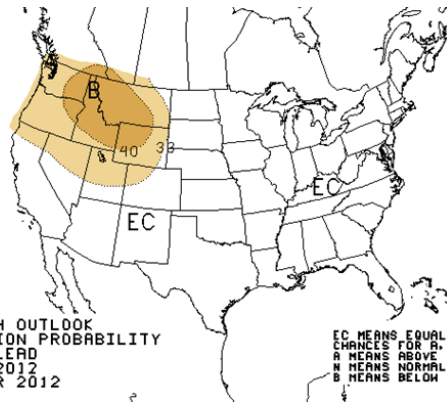 B
40 33
EC
EC
H OUTLOOK
ION PROBABILITY
LEAD
2012
R 2012
EC MEANS EQUAL
CHANCES FOR A,
A MEANS ABOVE
N MEANS NORMAL
B MEANS BELOW